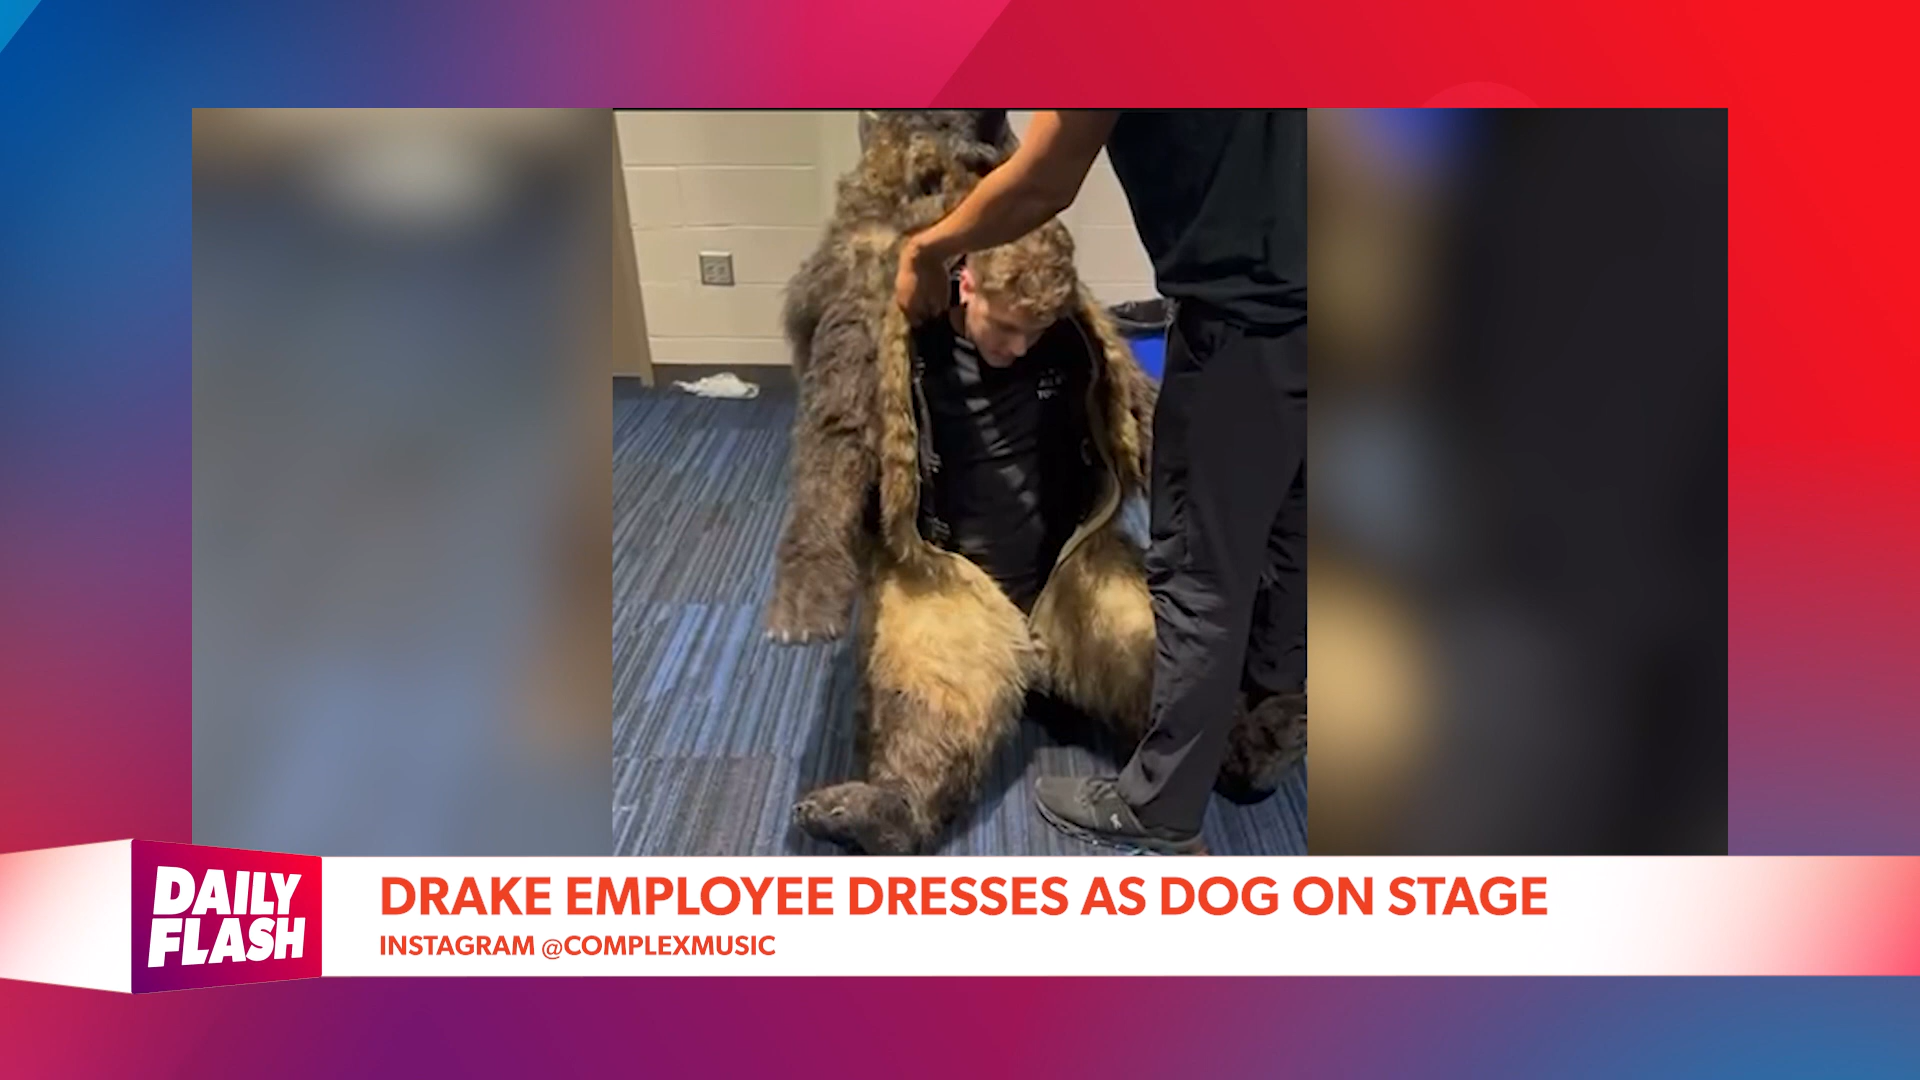 DRAKE EMPLOYEE DRESSES AS DOG ON STAGE
INSTAGRAM @COMPLEXMUSIC
DAILY
FLASH